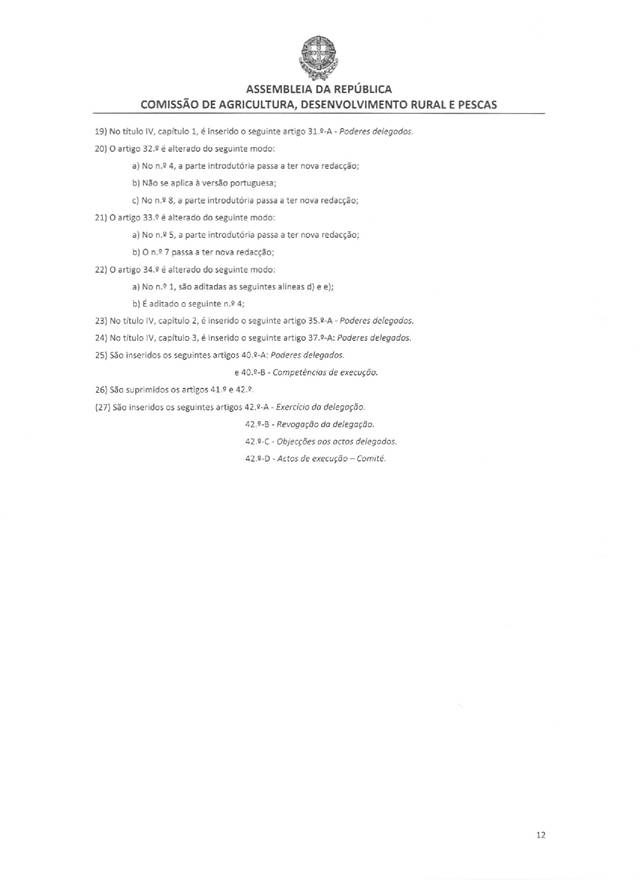 ASSEMBLEIA DA REPÚBLICA
COMISSÃO DE AGRICULTURA, DESENVOLVIMENTO RURAL E PESCAS
19) No título IV, capítulo 1, é inserido o seguinte artigo 31.º-A - Poderes delegados.
20) O artigo 32.º é alterado do seguinte modo:
a) No n.º 4, a parte introdutória passa a ter nova redacção;
b) Não se aplica à versão portuguesa;
c) No n.º 8, a parte introdutória passa a ter nova redacção;
21) O artigo 33.º é alterado do seguinte modo:
a) No n.º 5, a parte introdutória passa a ter nova redacção;
b) O n.º 7 passa a ter nova redacção;
22) O artigo 34.º é alterado do seguinte modo:
a) No n.º 1, são aditadas as seguintes alíneas d) e e);
b) É aditado o seguinte n.º 4;
23) No título IV, capítulo 2, é inserido o seguinte artigo 35.º-A - Poderes delegados.
24) No título IV, capítulo 3, é inserido o seguinte artigo 37.º-A: Poderes delegados.
25) São inseridos os seguintes artigos 40.º-A: Poderes delegados.
e 40.º-B - Competências de execução.
26) São suprimidos os artigos 41.º e 42.º.
(27) São inseridos os seguintes artigos 42.º-A - Exercício da delegação.
42.º-B - Revogação da delegação.
42.º-C - Objecções aos actos delegados.
42.º-D - Actos de execução – Comité.
12